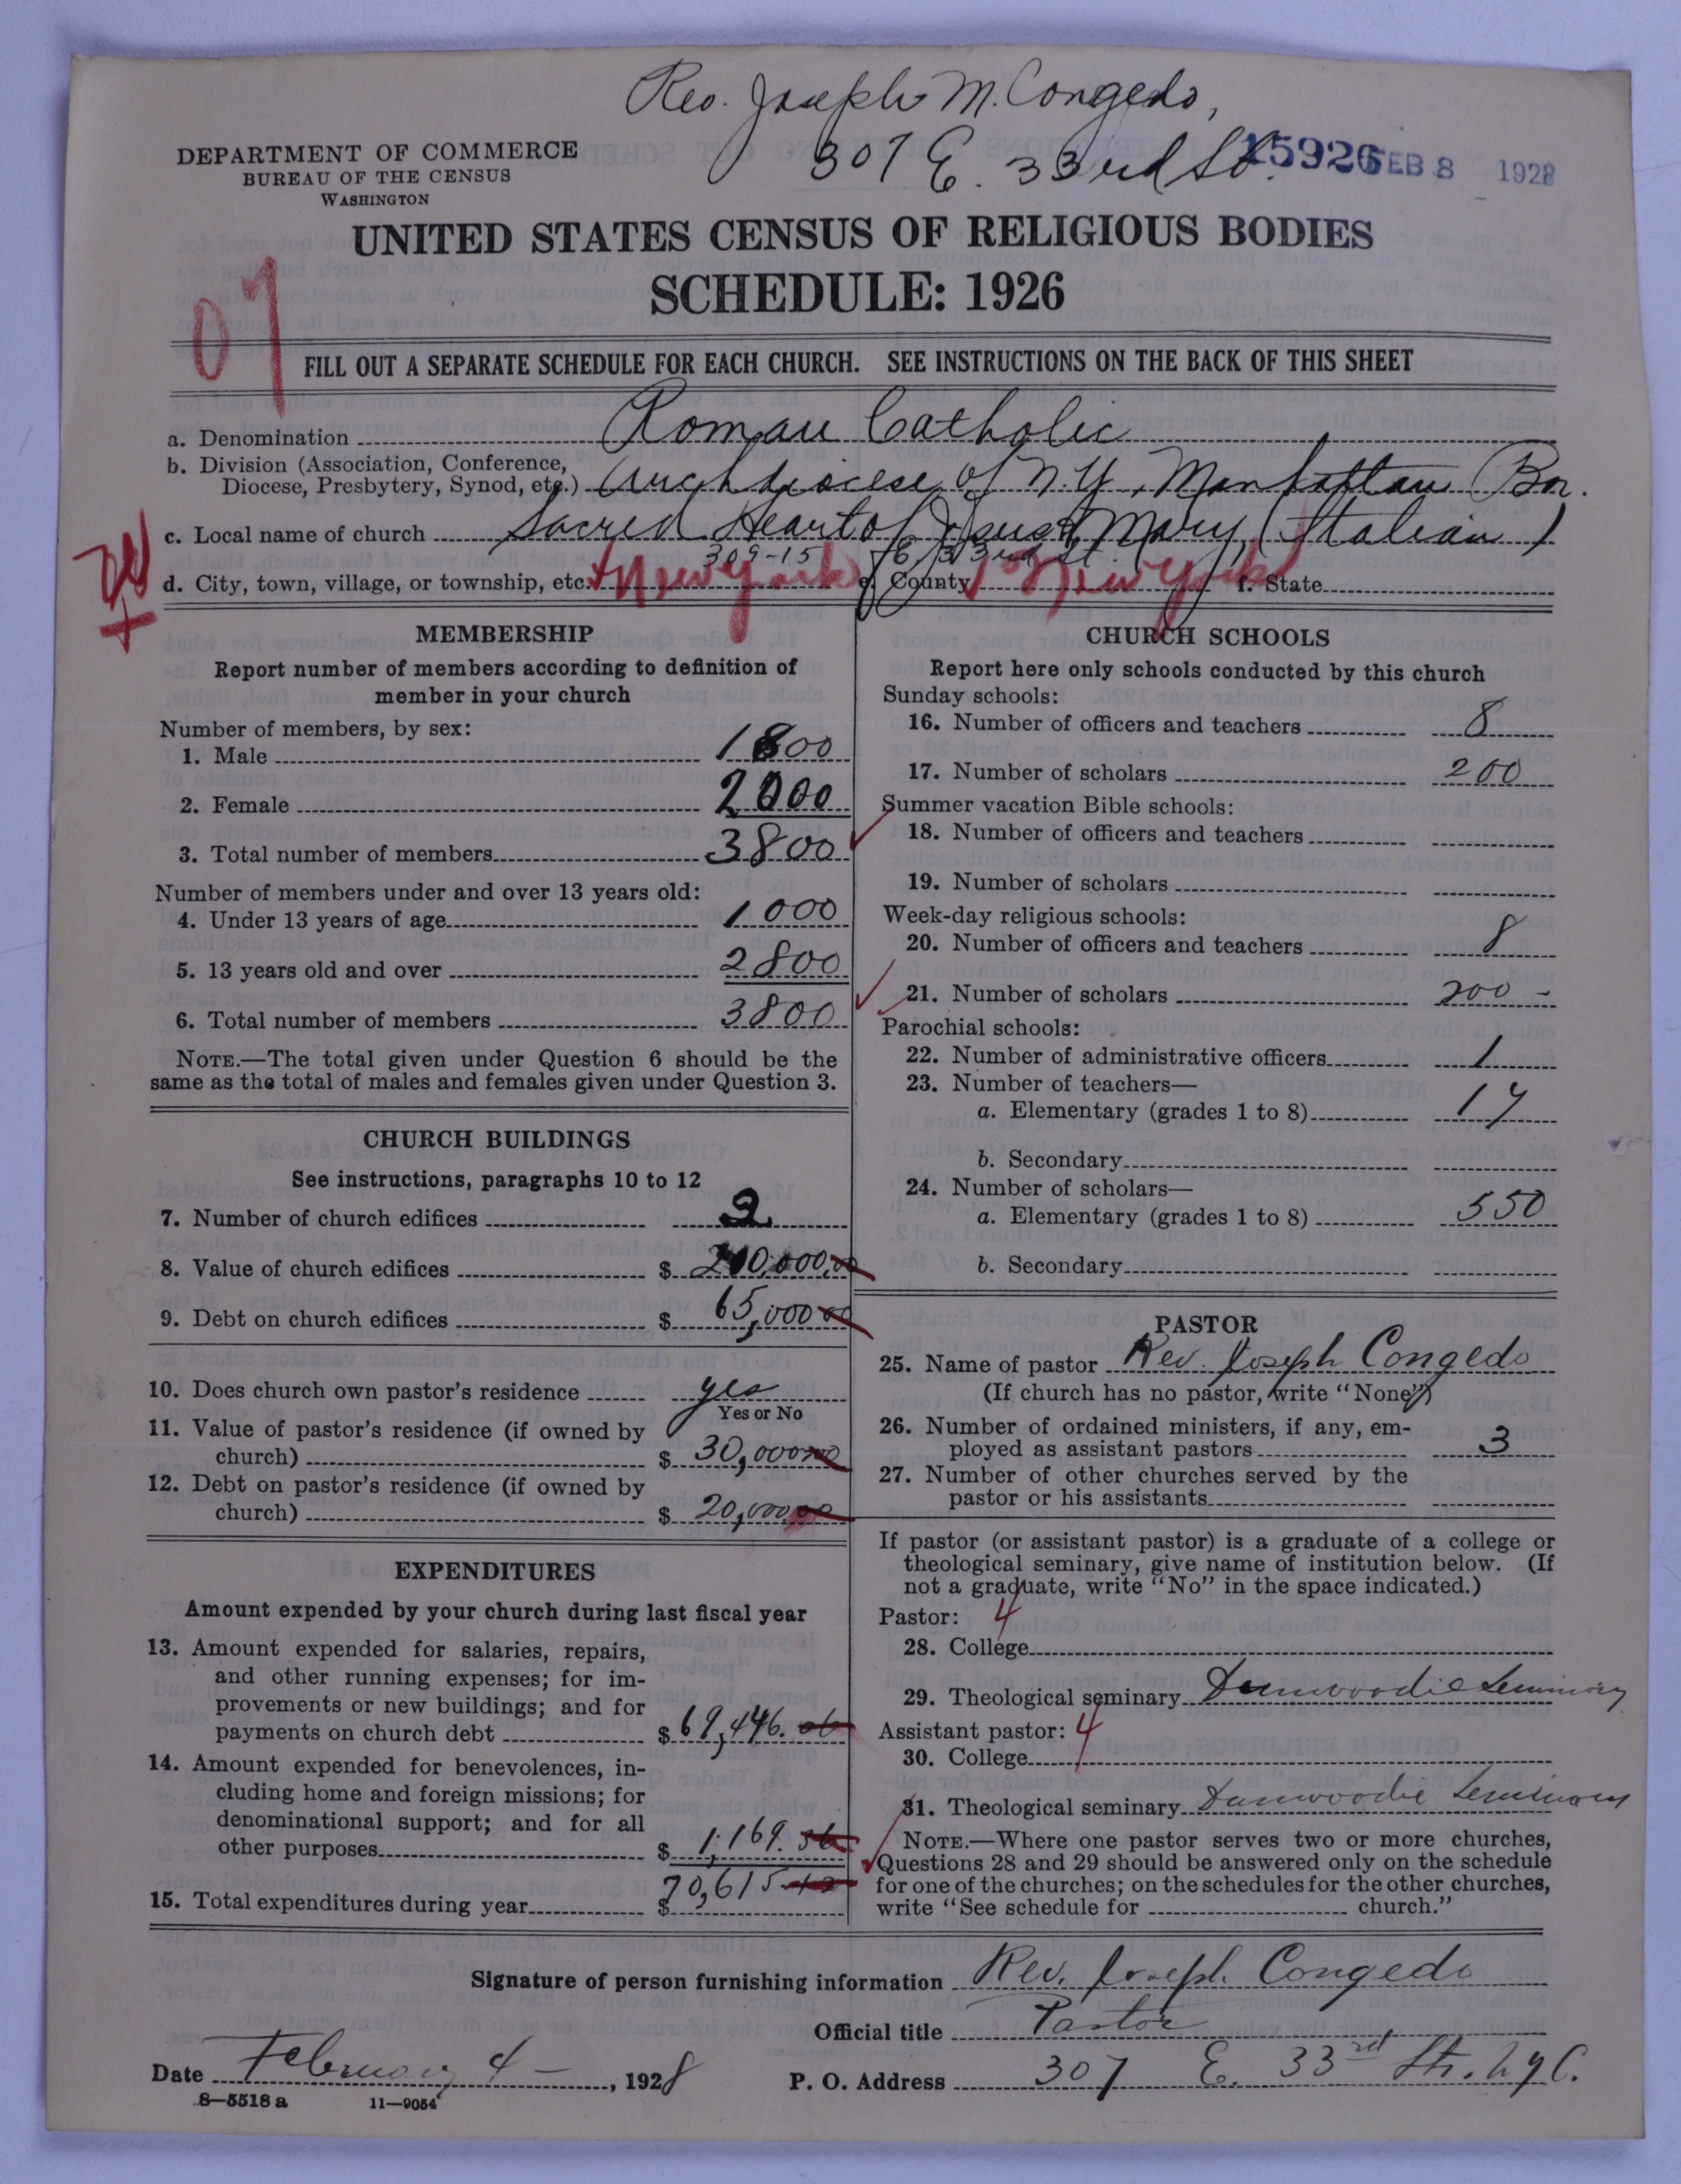 Rev. Joseph M. Congedo,
307 E. 33rd St.
15926 FEB 8 1928
DEPARTMENT OF COMMERCE
BUREAU OF THE CENSUS
WASHINGTON
UNITED STATES CENSUS OF RELIGIOUS BODIES
SCHEDULE: 1926
07
FILL OUT A SEPARATE SCHEDULE FOR EACH CHURCH. SEE INSTRUCTIONS ON THE BACK OF THIS SHEET
a. Denomination Roman Catholic
b. Division (Association, Conference,
Diocese, Presbytery, Synod, etc.) Archdiocese of N.Y., Manhattan Bor.
c. Local name of church Sacred Heart of Jesus & Mary, (Italian)
309-15 E. 33rd St.
d. City, town, village, or township, etc. New York e. County New York f. State
MEMBERSHIP
Report number of members according to definition of
member in your church
Number of members, by sex:
1. Male 1800
2. Female 2000
3. Total number of members 3800
Number of members under and over 13 years old:
4. Under 13 years of age 1000
5. 13 years old and over 2800
6. Total number of members 3800
NOTE.—The total given under Question 6 should be the
same as the total of males and females given under Question 3.
CHURCH BUILDINGS
See instructions, paragraphs 10 to 12
7. Number of church edifices 2
8. Value of church edifices $ 200,000.00
9. Debt on church edifices $ 65,000 00
10. Does church own pastor's residence yes
Yes or No
11. Value of pastor's residence (if owned by
church) $ 30,000 00
12. Debt on pastor's residence (if owned by
church) $ 20,000.00
EXPENDITURES
Amount expended by your church during last fiscal year
13. Amount expended for salaries, repairs,
and other running expenses; for im-
provements or new buildings; and for
payments on church debt $ 69,446.
14. Amount expended for benevolences, in-
cluding home and foreign missions; for
denominational support; and for all
other purposes $ 1,169.
15. Total expenditures during year $ 70,615
CHURCH SCHOOLS
Report here only schools conducted by this church
Sunday schools:
16. Number of officers and teachers 8
17. Number of scholars 200
Summer vacation Bible schools:
18. Number of officers and teachers
19. Number of scholars
Week-day religious schools:
20. Number of officers and teachers 8
21. Number of scholars 200 -
Parochial schools:
22. Number of administrative officers 1
23. Number of teachers—
a. Elementary (grades 1 to 8)
b. Secondary
24. Number of scholars—
a. Elementary (grades 1 to 8) 550
b. Secondary
PASTOR
25. Name of pastor Rev. Joseph Congedo
(If church has no pastor, write "None")
26. Number of ordained ministers, if any, em-
ployed as assistant pastors 3
27. Number of other churches served by the
pastor or his assistants
If pastor (or assistant pastor) is a graduate of a college or
theological seminary, give name of institution below. (If
not a graduate, write "No" in the space indicated.)
Pastor: 4
28. College
29. Theological seminary Dunwoodie Seminary
Assistant pastor: 4
30. College
31. Theological seminary Dunwoodie Seminary
NOTE.—Where one pastor serves two or more churches,
Questions 28 and 29 should be answered only on the schedule
for one of the churches; on the schedules for the other churches,
write "See schedule for church."
Signature of person furnishing information Rev. Joseph Congedo
Official title Pastor
Date February 4 -, 1928 P. O. Address 307 E. 33rd St. N.Y.C.
8—5518 a 11—9054